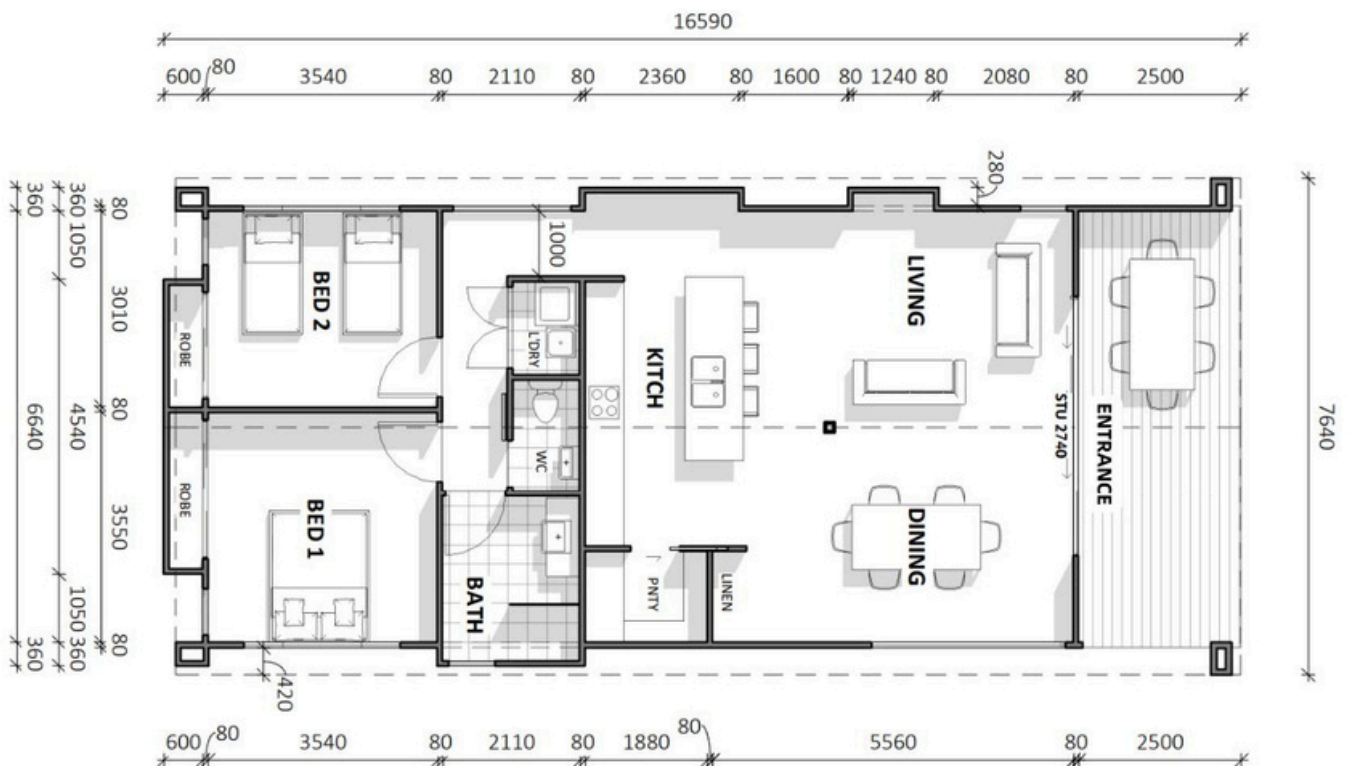 16590
600 80 3540 80 2110 80 2360 80 1600 80 1240 80 2080 80 2500
280
360 360 80
1050
1000
3010
BED 2
ROBE
L'DRY
KITCH
LIVING
6640 4540 80
STU 2740
ENTRANCE
7640
ROBE
WC
3550
BED 1
BATH
PNTY
LINEN
DINING
1050
360 360 80
420
600 80 3540 80 2110 80 1880 80 5560 80 2500